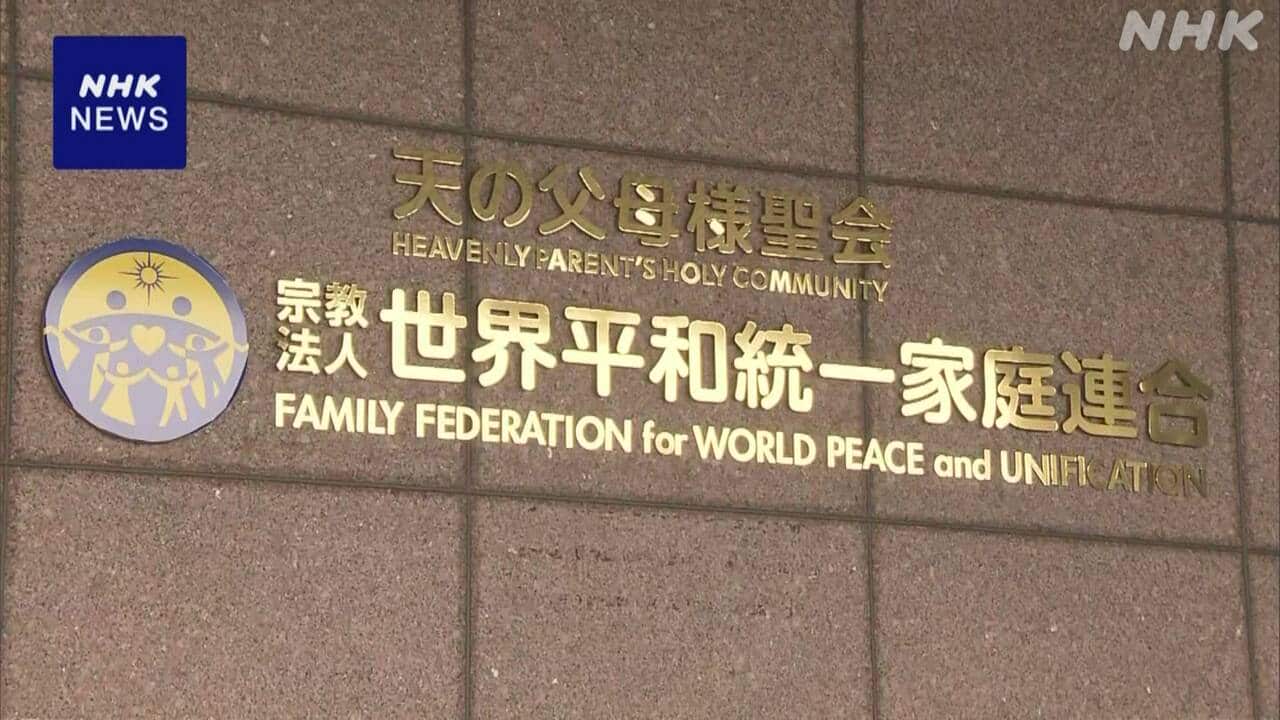 NHK
NHK
NEWS
天の父母様聖会
HEAVENLY PARENT'S HOLY COMMUNITY
宗教
法人
世界平和統一家庭連合
FAMILY FEDERATION for WORLD PEACE and UNIFICATION